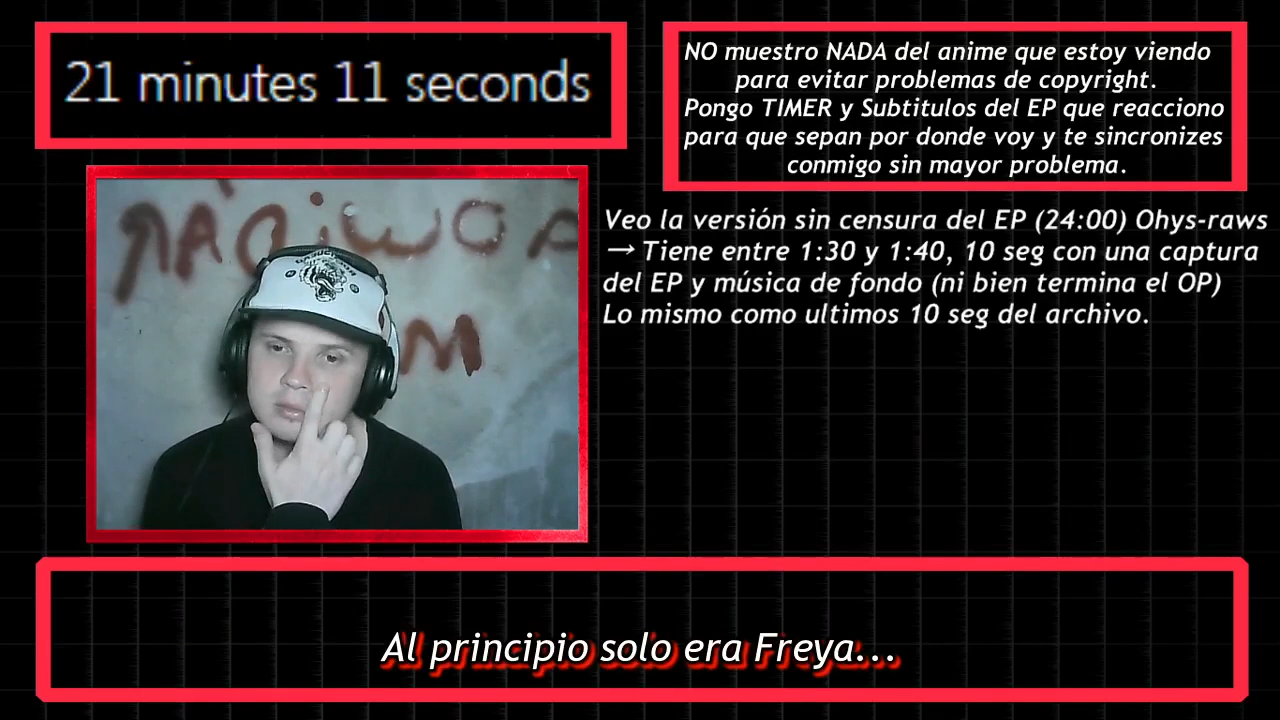 21 minutes 11 seconds
NO muestro NADA del anime que estoy viendo
para evitar problemas de copyright.
Pongo TIMER y Subtitulos del EP que reacciono
para que sepan por donde voy y te sincronizes
conmigo sin mayor problema.
Veo la versión sin censura del EP (24:00) Ohys-raws
→ Tiene entre 1:30 y 1:40, 10 seg con una captura
del EP y música de fondo (ni bien termina el OP)
Lo mismo como ultimos 10 seg del archivo.
Al principio solo era Freya...